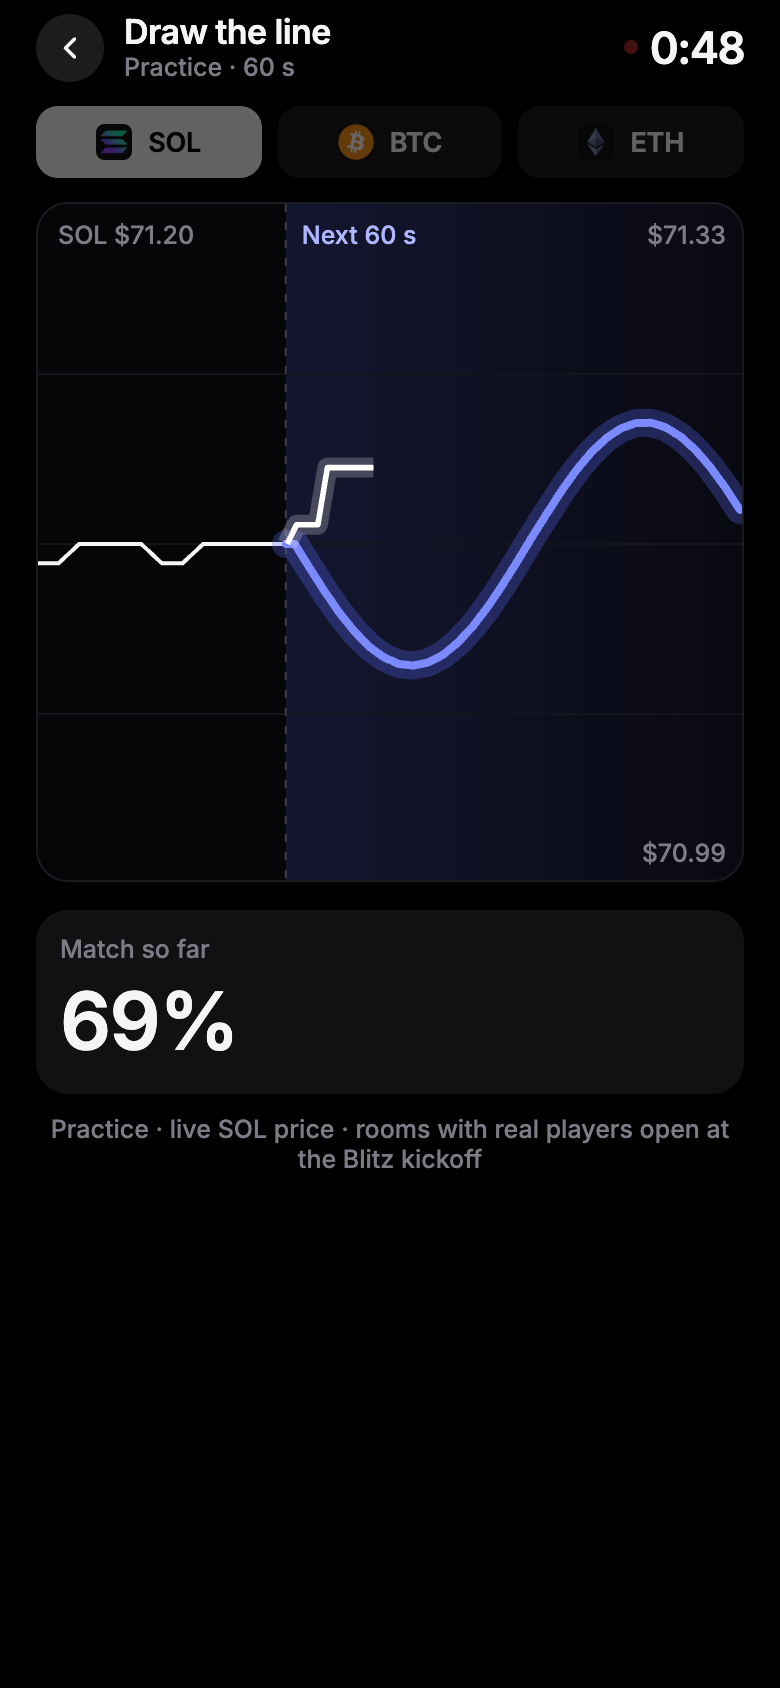 Draw the line
Practice · 60 s
0:48
SOL
BTC
ETH
SOL $71.20
Next 60 s
$71.33
$70.99
Match so far
69%
Practice · live SOL price · rooms with real players open at
the Blitz kickoff